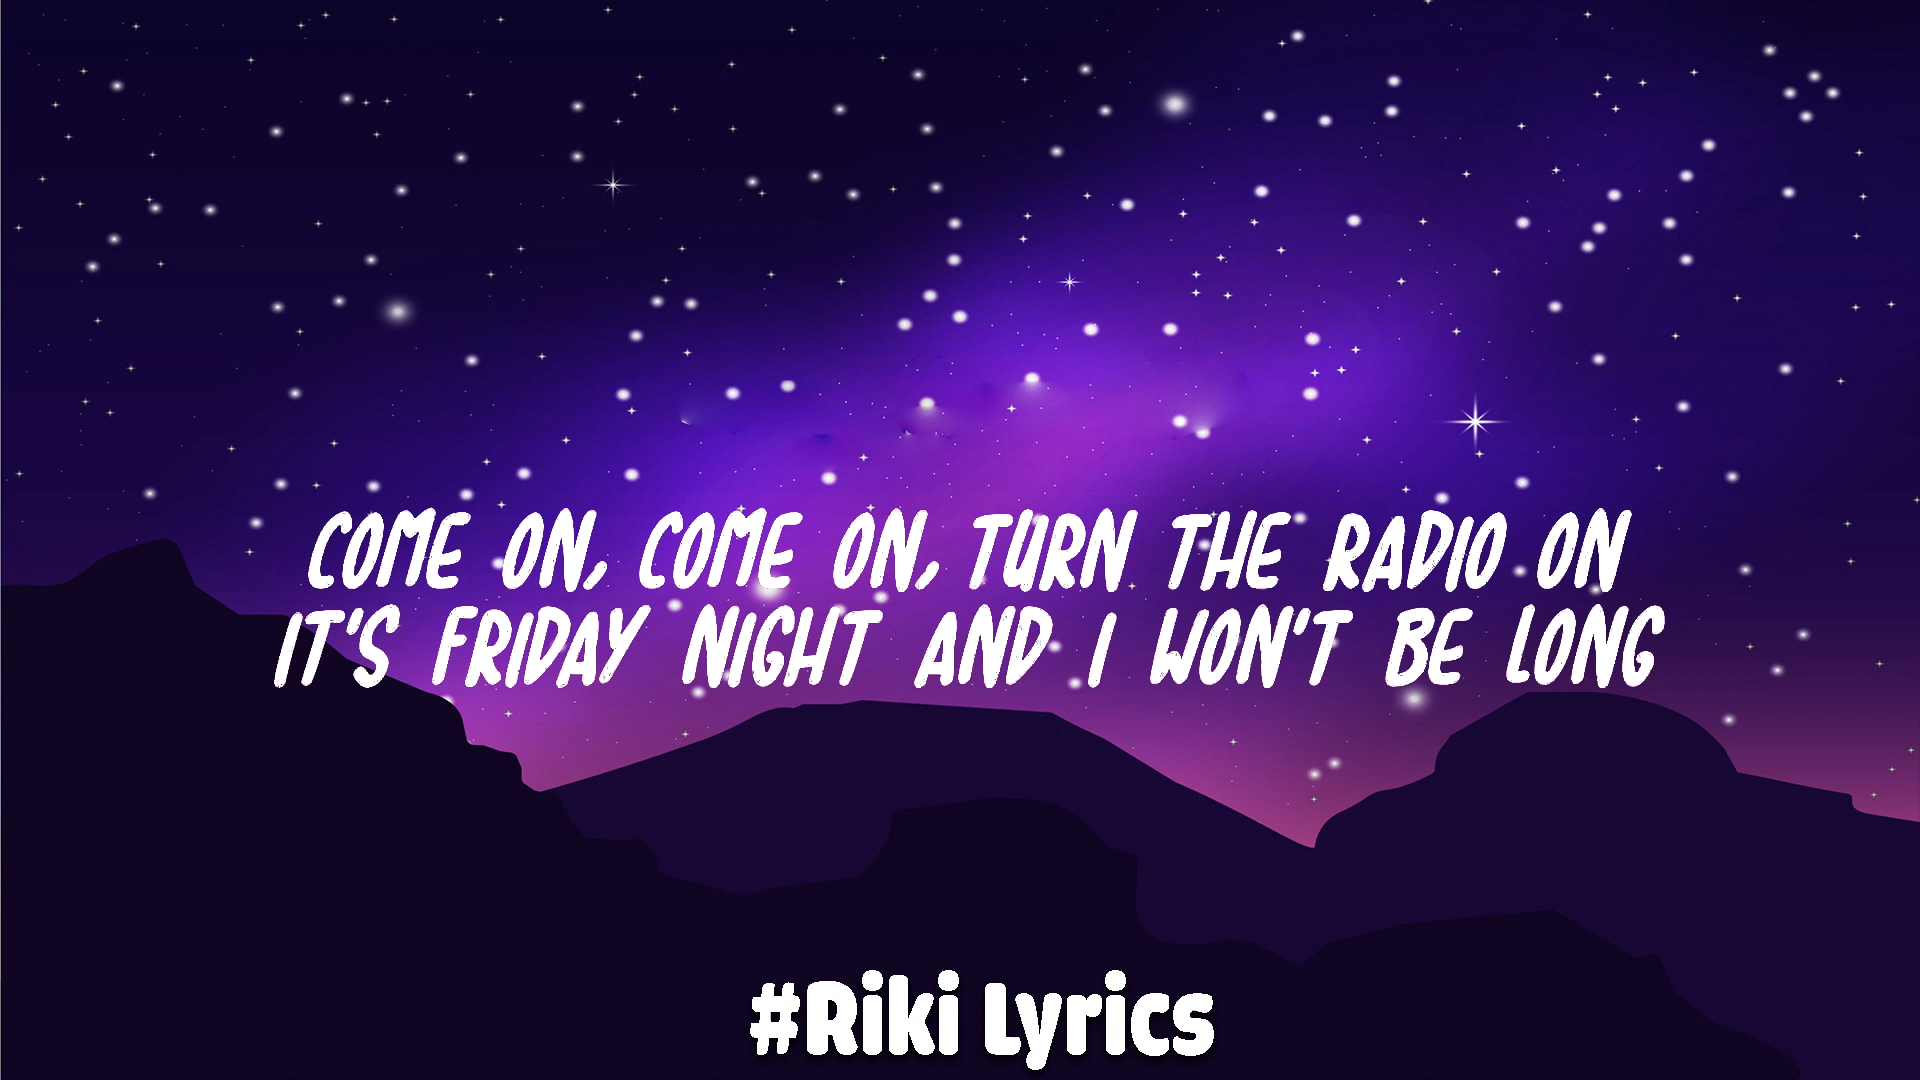 COME ON, COME ON, TURN THE RADIO ON
IT'S FRIDAY NIGHT AND I WON'T BE LONG
#Riki Lyrics